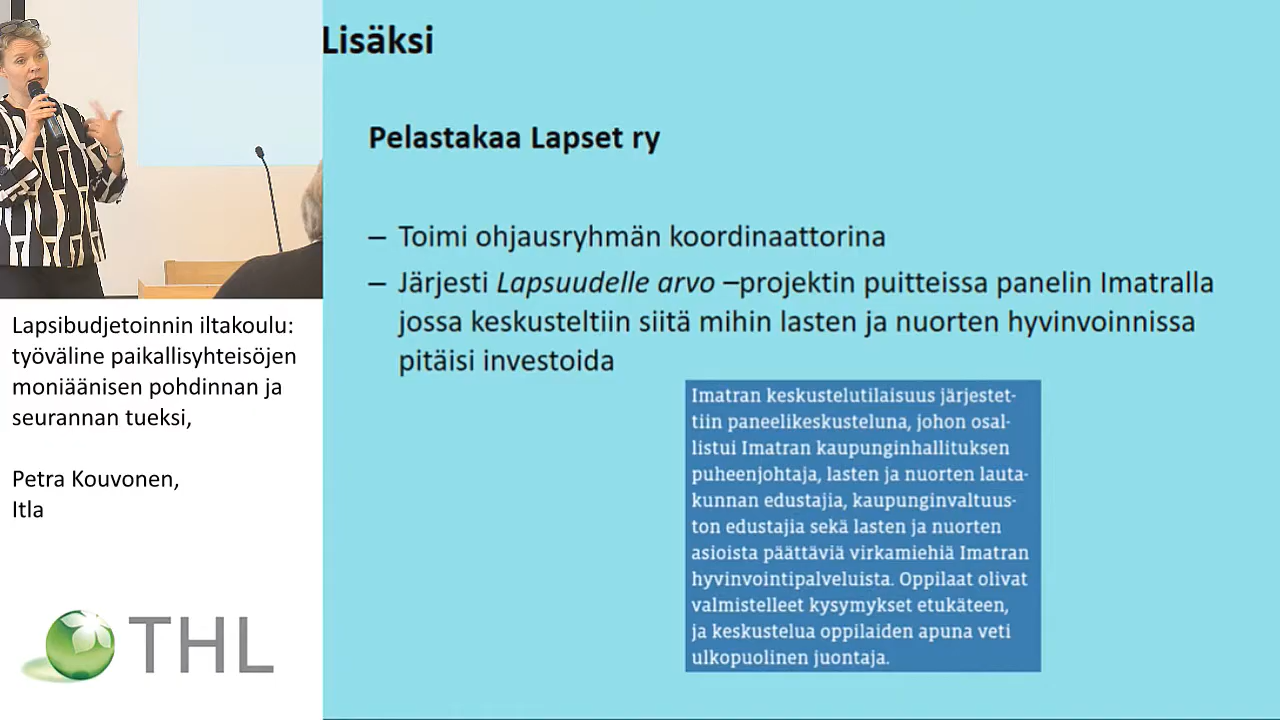 Lisäksi
Pelastakaa Lapset ry
– Toimi ohjausryhmän koordinaattorina
– Järjesti Lapsuudelle arvo –projektin puitteissa panelin Imatralla
jossa keskusteltiin siitä mihin lasten ja nuorten hyvinvoinnissa
pitäisi investoida
Imatran keskustelutilaisuus järjestet-
tiin paneelikeskusteluna, johon osal-
listui Imatran kaupunginhallituksen
puheenjohtaja, lasten ja nuorten lauta-
kunnan edustajia, kaupunginvaltuus-
ton edustajia sekä lasten ja nuorten
asioista päättäviä virkamiehiä Imatran
hyvinvointipalveluista. Oppilaat olivat
valmistelleet kysymykset etukäteen,
ja keskustelua oppilaiden apuna veti
ulkopuolinen juontaja.
Lapsibudjetoinnin iltakoulu:
työväline paikallisyhteisöjen
moniäänisen pohdinnan ja
seurannan tueksi,
Petra Kouvonen,
Itla
THL